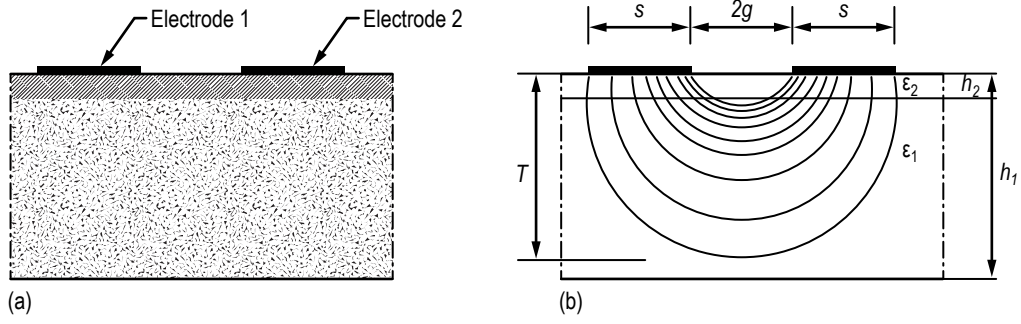 Electrode 1
Electrode 2
(a)
s
2g
s
ε2
h2
ε1
T
h1
(b)